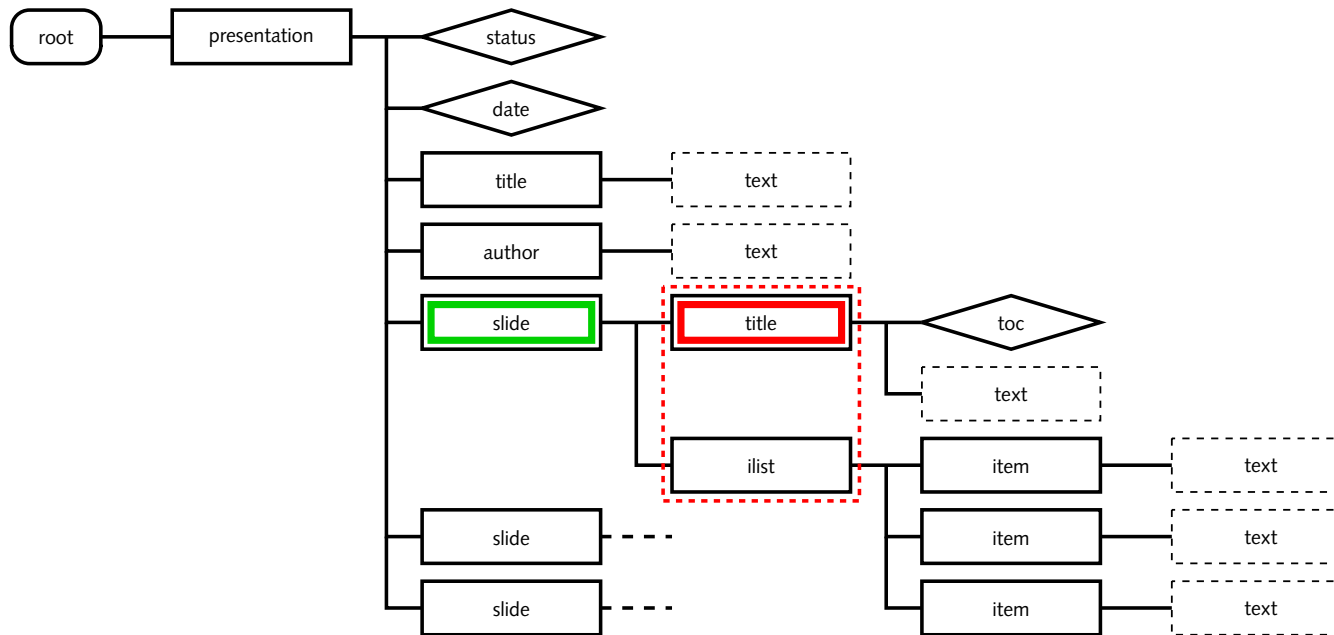 root
presentation
status
date
title
text
author
text
slide
title
toc
text
ilist
item
text
slide
item
text
slide
item
text